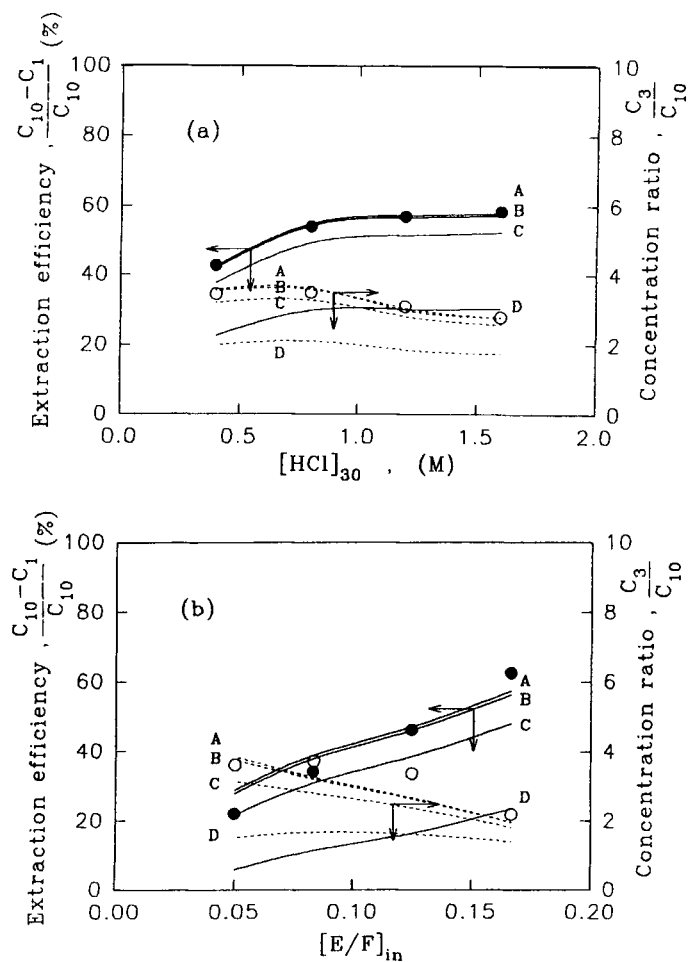 (a)
Extraction efficiency , C10−C1 / C10 (%)
100
80
60
40
20
0
A
B
C
D
A
B
C
D
10
8
6
4
2
0
Concentration ratio , C3 / C10
0.0 0.5 1.0 1.5 2.0
[HCl]30 , (M)
(b)
Extraction efficiency , C10−C1 / C10 (%)
100
80
60
40
20
0
A
B
C
D
A
B
C
D
10
8
6
4
2
0
Concentration ratio , C3 / C10
0.00 0.05 0.10 0.15 0.20
[E/F]in